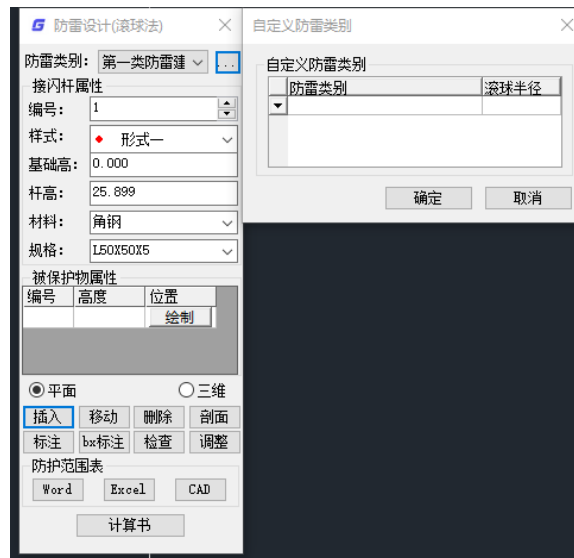 防雷设计(滚球法)
防雷类别: 第一类防雷建 ...
接闪杆属性
编号: 1
样式: 形式一
基础高: 0.000
杆高: 25.899
材料: 角钢
规格: L50X50X5
被保护物属性
编号 高度 位置
绘制
平面 三维
插入 移动 删除 剖面
标注 bx标注 检查 调整
防护范围表
Word Excel CAD
计算书
自定义防雷类别
自定义防雷类别
防雷类别 滚球半径
确定 取消